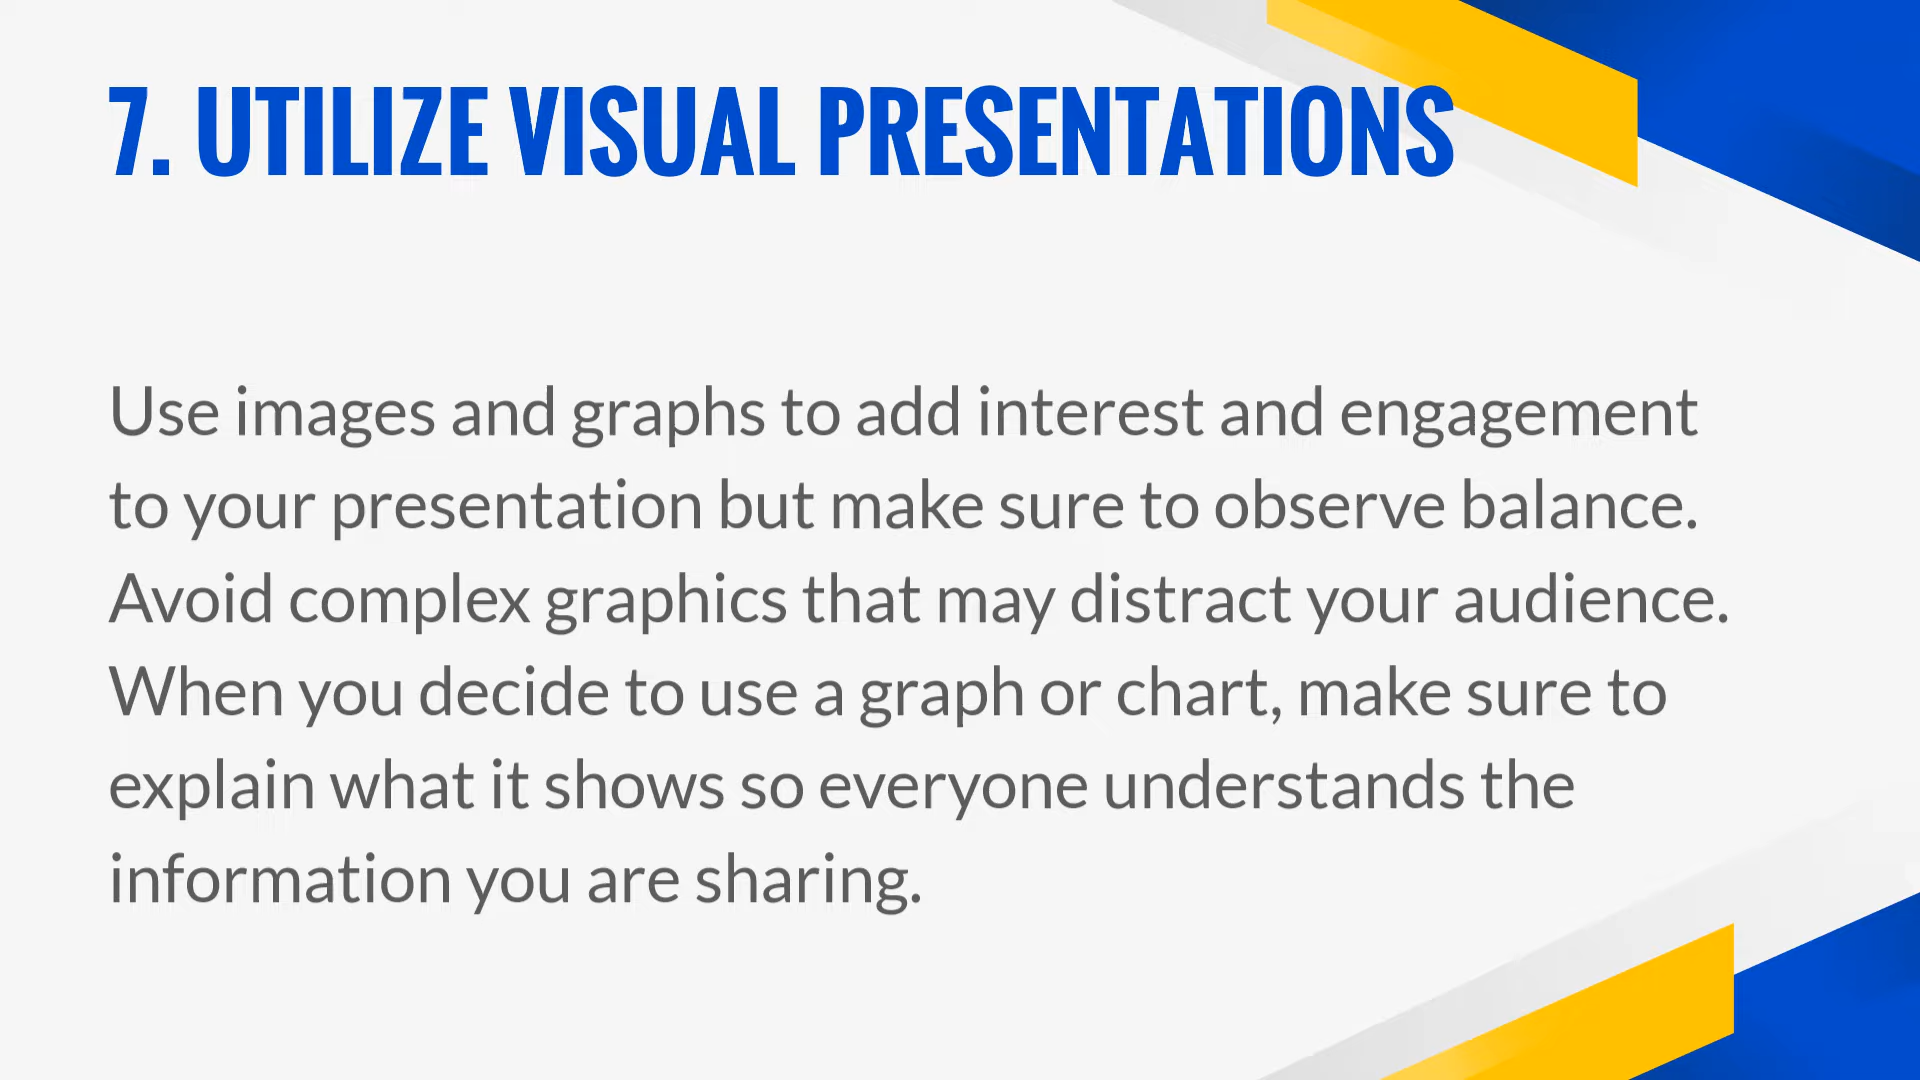 7. UTILIZE VISUAL PRESENTATIONS
Use images and graphs to add interest and engagement
to your presentation but make sure to observe balance.
Avoid complex graphics that may distract your audience.
When you decide to use a graph or chart, make sure to
explain what it shows so everyone understands the
information you are sharing.